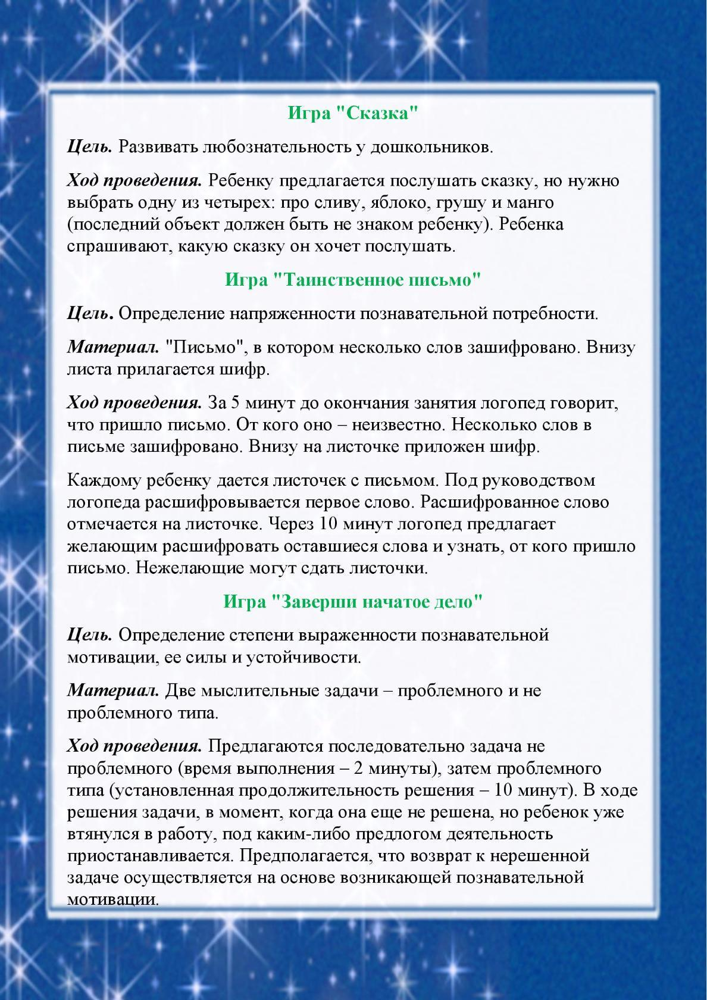 Игра "Сказка"
Цель. Развивать любознательность у дошкольников.
Ход проведения. Ребенку предлагается послушать сказку, но нужно
выбрать одну из четырех: про сливу, яблоко, грушу и манго
(последний объект должен быть не знаком ребенку). Ребенка
спрашивают, какую сказку он хочет послушать.
Игра "Таинственное письмо"
Цель. Определение напряженности познавательной потребности.
Материал. "Письмо", в котором несколько слов зашифровано. Внизу
листа прилагается шифр.
Ход проведения. За 5 минут до окончания занятия логопед говорит,
что пришло письмо. От кого оно – неизвестно. Несколько слов в
письме зашифровано. Внизу на листочке приложен шифр.
Каждому ребенку дается листочек с письмом. Под руководством
логопеда расшифровывается первое слово. Расшифрованное слово
отмечается на листочке. Через 10 минут логопед предлагает
желающим расшифровать оставшиеся слова и узнать, от кого пришло
письмо. Нежелающие могут сдать листочки.
Игра "Заверши начатое дело"
Цель. Определение степени выраженности познавательной
мотивации, ее силы и устойчивости.
Материал. Две мыслительные задачи – проблемного и не
проблемного типа.
Ход проведения. Предлагаются последовательно задача не
проблемного (время выполнения – 2 минуты), затем проблемного
типа (установленная продолжительность решения – 10 минут). В ходе
решения задачи, в момент, когда она еще не решена, но ребенок уже
втянулся в работу, под каким-либо предлогом деятельность
приостанавливается. Предполагается, что возврат к нерешенной
задаче осуществляется на основе возникающей познавательной
мотивации.